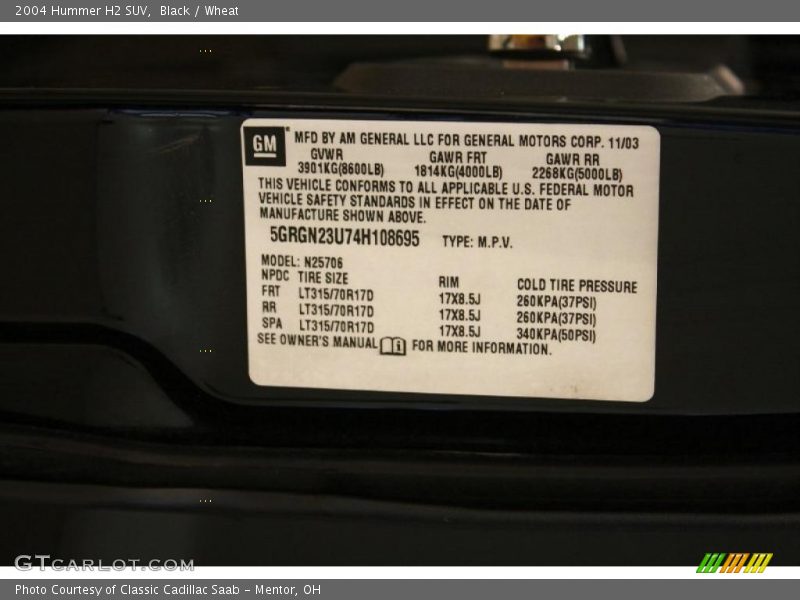 2004 Hummer H2 SUV, Black / Wheat
GM MFD BY AM GENERAL LLC FOR GENERAL MOTORS CORP. 11/03
GVWR GAWR FRT GAWR RR
3901KG(8600LB) 1814KG(4000LB) 2268KG(5000LB)
THIS VEHICLE CONFORMS TO ALL APPLICABLE U.S. FEDERAL MOTOR
VEHICLE SAFETY STANDARDS IN EFFECT ON THE DATE OF
MANUFACTURE SHOWN ABOVE.
5GRGN23U74H108695 TYPE: M.P.V.
MODEL: N25706
NPDC TIRE SIZE RIM COLD TIRE PRESSURE
FRT LT315/70R17D 17X8.5J 260KPA(37PSI)
RR LT315/70R17D 17X8.5J 260KPA(37PSI)
SPA LT315/70R17D 17X8.5J 340KPA(50PSI)
SEE OWNER'S MANUAL FOR MORE INFORMATION.
GTCARLOT.COM
Photo Courtesy of Classic Cadillac Saab - Mentor, OH